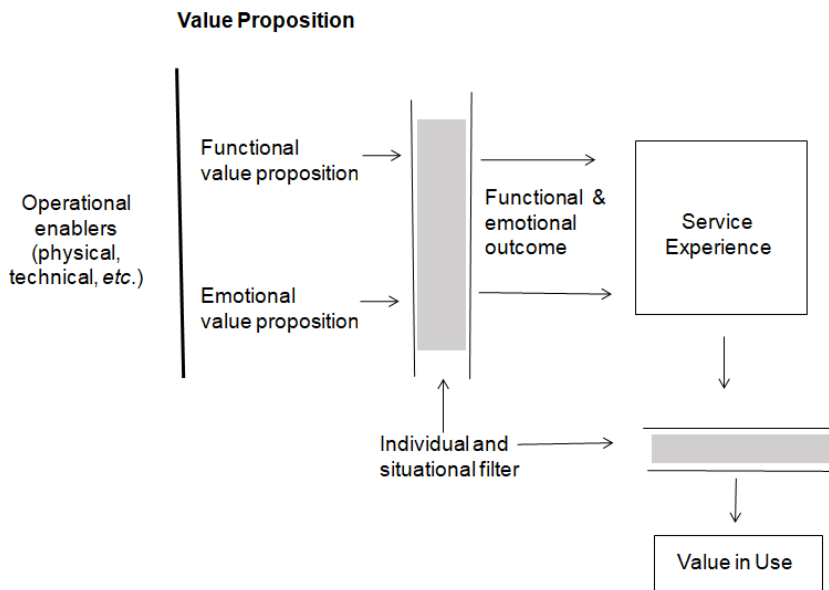 Value Proposition
Functional
value proposition
Operational
enablers
(physical,
technical, etc.)
Emotional
value proposition
Functional &
emotional
outcome
Service
Experience
Individual and
situational filter
Value in Use